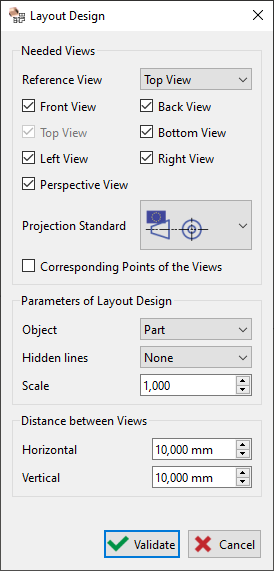 Layout Design
Needed Views
Reference View Top View
Front View Back View
Top View Bottom View
Left View Right View
Perspective View
Projection Standard
Corresponding Points of the Views
Parameters of Layout Design
Object Part
Hidden lines None
Scale 1,000
Distance between Views
Horizontal 10,000 mm
Vertical 10,000 mm
Validate Cancel